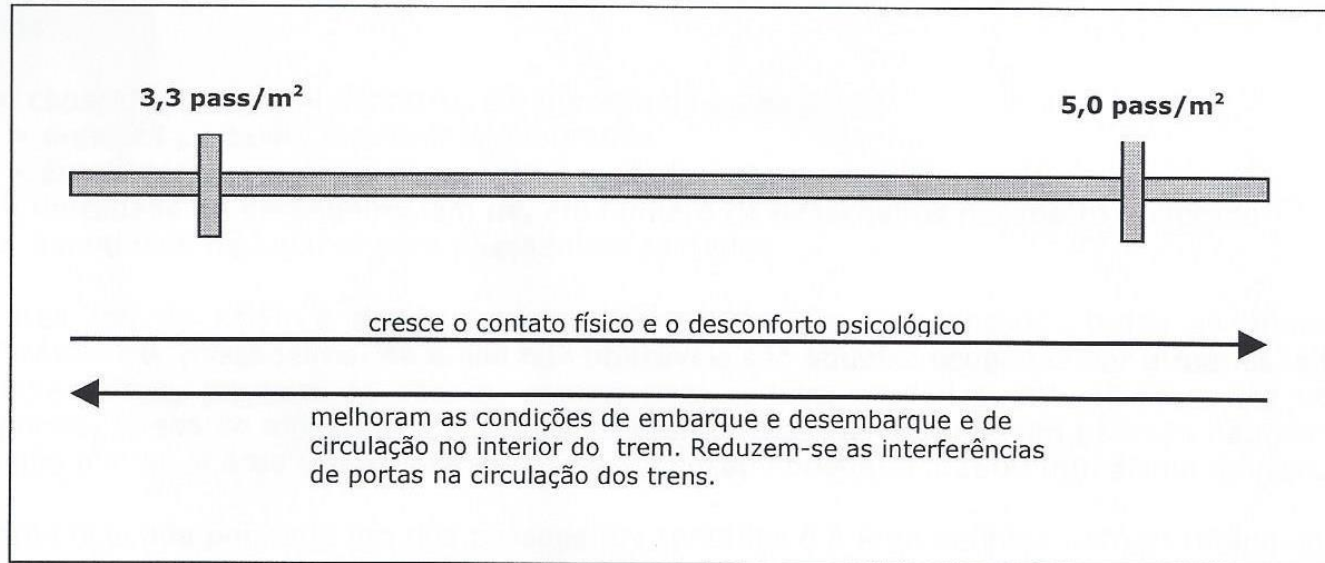 3,3 pass/m²
5,0 pass/m²
cresce o contato físico e o desconforto psicológico
melhoram as condições de embarque e desembarque e de
circulação no interior do trem. Reduzem-se as interferências
de portas na circulação dos trens.